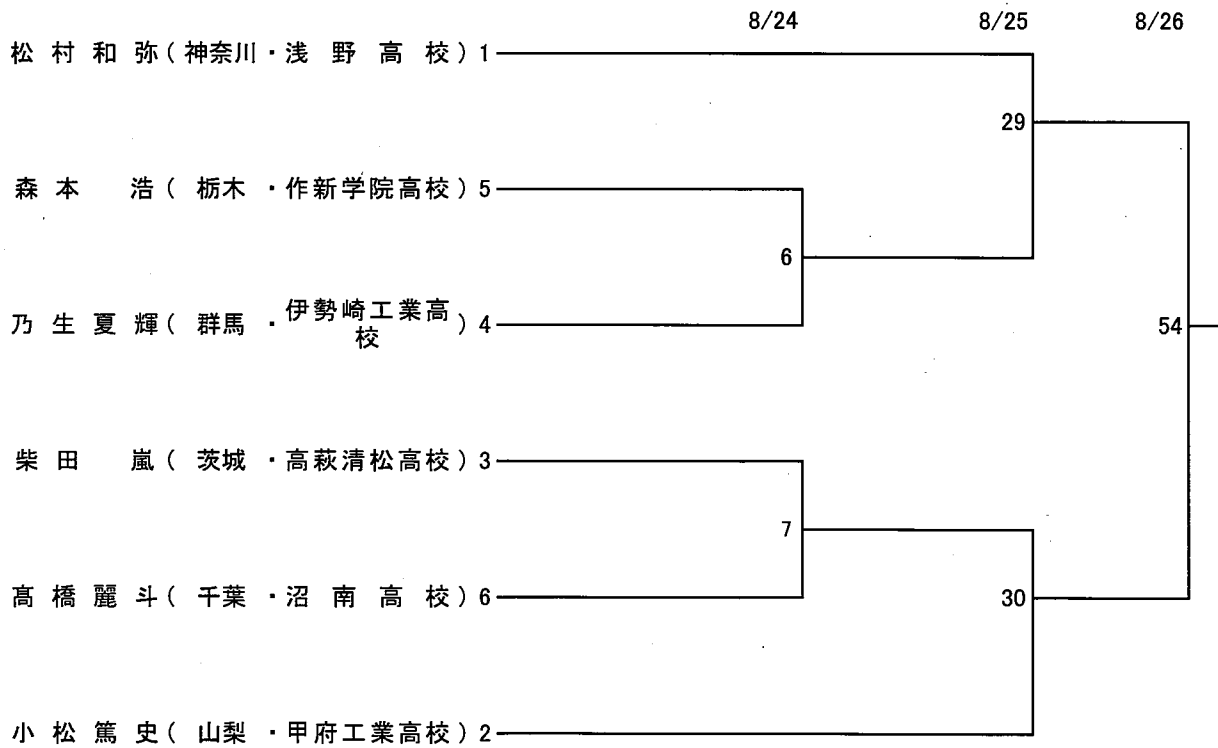 8/24 8/25 8/26
松村和弥(神奈川・浅野高校)1
29
森本 浩(栃木・作新学院高校)5
6
乃生夏輝(群馬・伊勢崎工業高校)4
54
柴田 嵐(茨城・高萩清松高校)3
7
髙橋麗斗(千葉・沼南高校)6
30
小松篤史(山梨・甲府工業高校)2